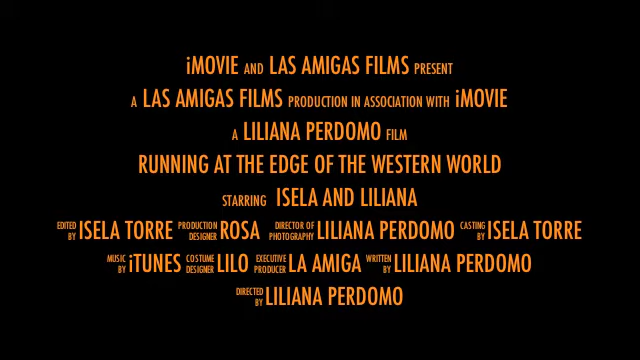 iMOVIE AND LAS AMIGAS FILMS PRESENT
A LAS AMIGAS FILMS PRODUCTION IN ASSOCIATION WITH iMOVIE
A LILIANA PERDOMO FILM
RUNNING AT THE EDGE OF THE WESTERN WORLD
STARRING ISELA AND LILIANA
EDITED BY ISELA TORRE PRODUCTION DESIGNER ROSA DIRECTOR OF PHOTOGRAPHY LILIANA PERDOMO CASTING BY ISELA TORRE
MUSIC BY iTUNES COSTUME DESIGNER LILO EXECUTIVE PRODUCER LA AMIGA WRITTEN BY LILIANA PERDOMO
DIRECTED BY LILIANA PERDOMO